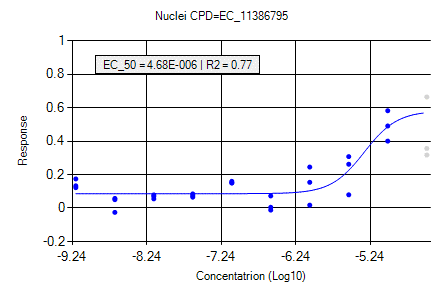 Nuclei CPD=EC_11386795
EC_50 = 4.68E-006 | R2 = 0.77
1
0.8
0.6
0.4
0.2
0
-0.2
Response
-9.24 -8.24 -7.24 -6.24 -5.24
Concentatrion (Log10)